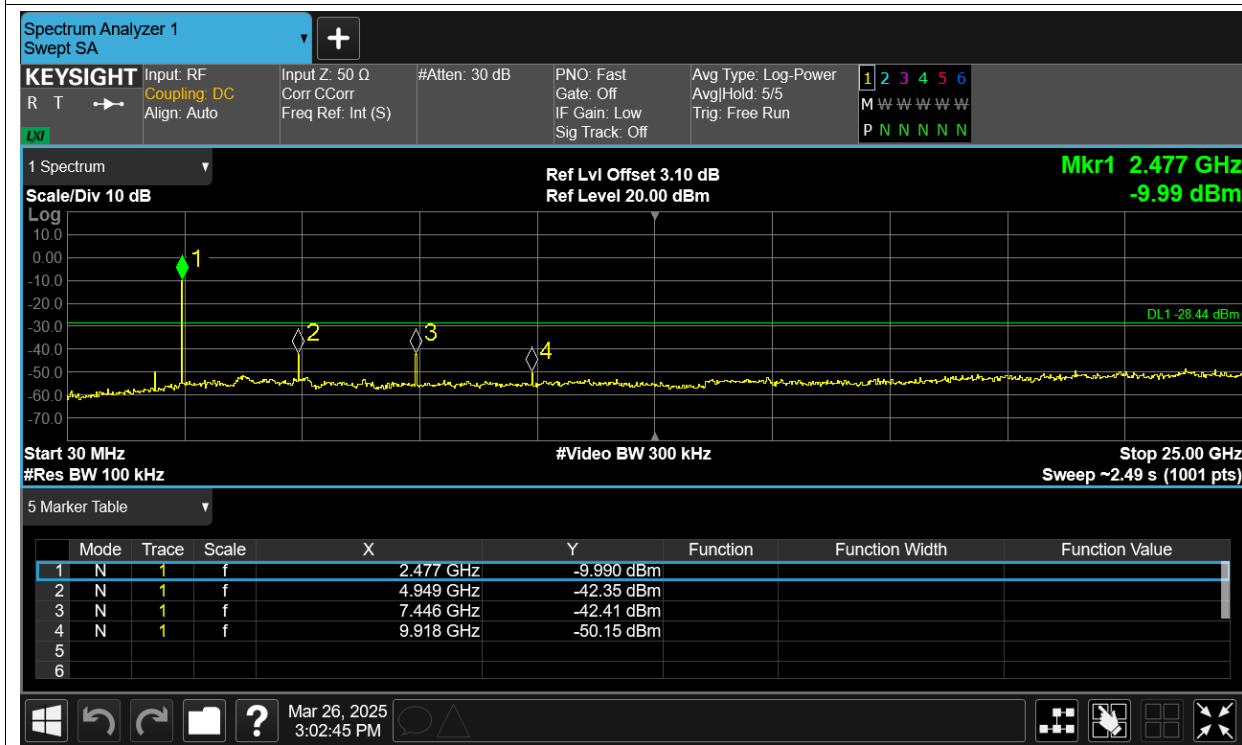 Spectrum Analyzer 1
Swept SA
KEYSIGHT
R T
LXI
Input: RF
Coupling: DC
Align: Auto
Input Z: 50 Ω
Corr CCorr
Freq Ref: Int (S)
#Atten: 30 dB
PNO: Fast
Gate: Off
IF Gain: Low
Sig Track: Off
Avg Type: Log-Power
Avg|Hold: 5/5
Trig: Free Run
1 2 3 4 5 6
M W W W W W
P N N N N N
1 Spectrum
Scale/Div 10 dB
Ref Lvl Offset 3.10 dB
Ref Level 20.00 dBm
Mkr1 2.477 GHz
-9.99 dBm
Log
10.0
0.00
-10.0
-20.0
-30.0
-40.0
-50.0
-60.0
-70.0
1
2
3
4
DL1 -28.44 dBm
Start 30 MHz
#Video BW 300 kHz
Stop 25.00 GHz
#Res BW 100 kHz
Sweep ~2.49 s (1001 pts)
5 Marker Table
Mode Trace Scale X Y Function Function Width Function Value
1 N 1 f 2.477 GHz -9.990 dBm
2 N 1 f 4.949 GHz -42.35 dBm
3 N 1 f 7.446 GHz -42.41 dBm
4 N 1 f 9.918 GHz -50.15 dBm
5
6
?
Mar 26, 2025
3:02:45 PM